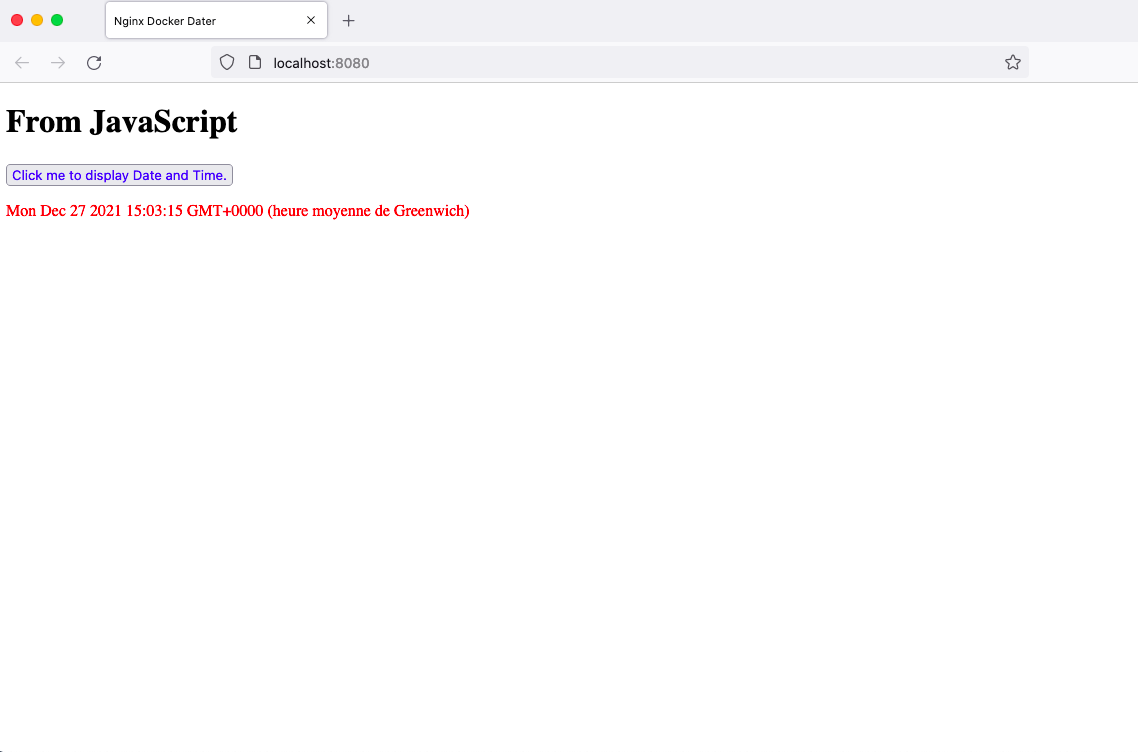 Nginx Docker Dater
localhost:8080
From JavaScript
Click me to display Date and Time.
Mon Dec 27 2021 15:03:15 GMT+0000 (heure moyenne de Greenwich)